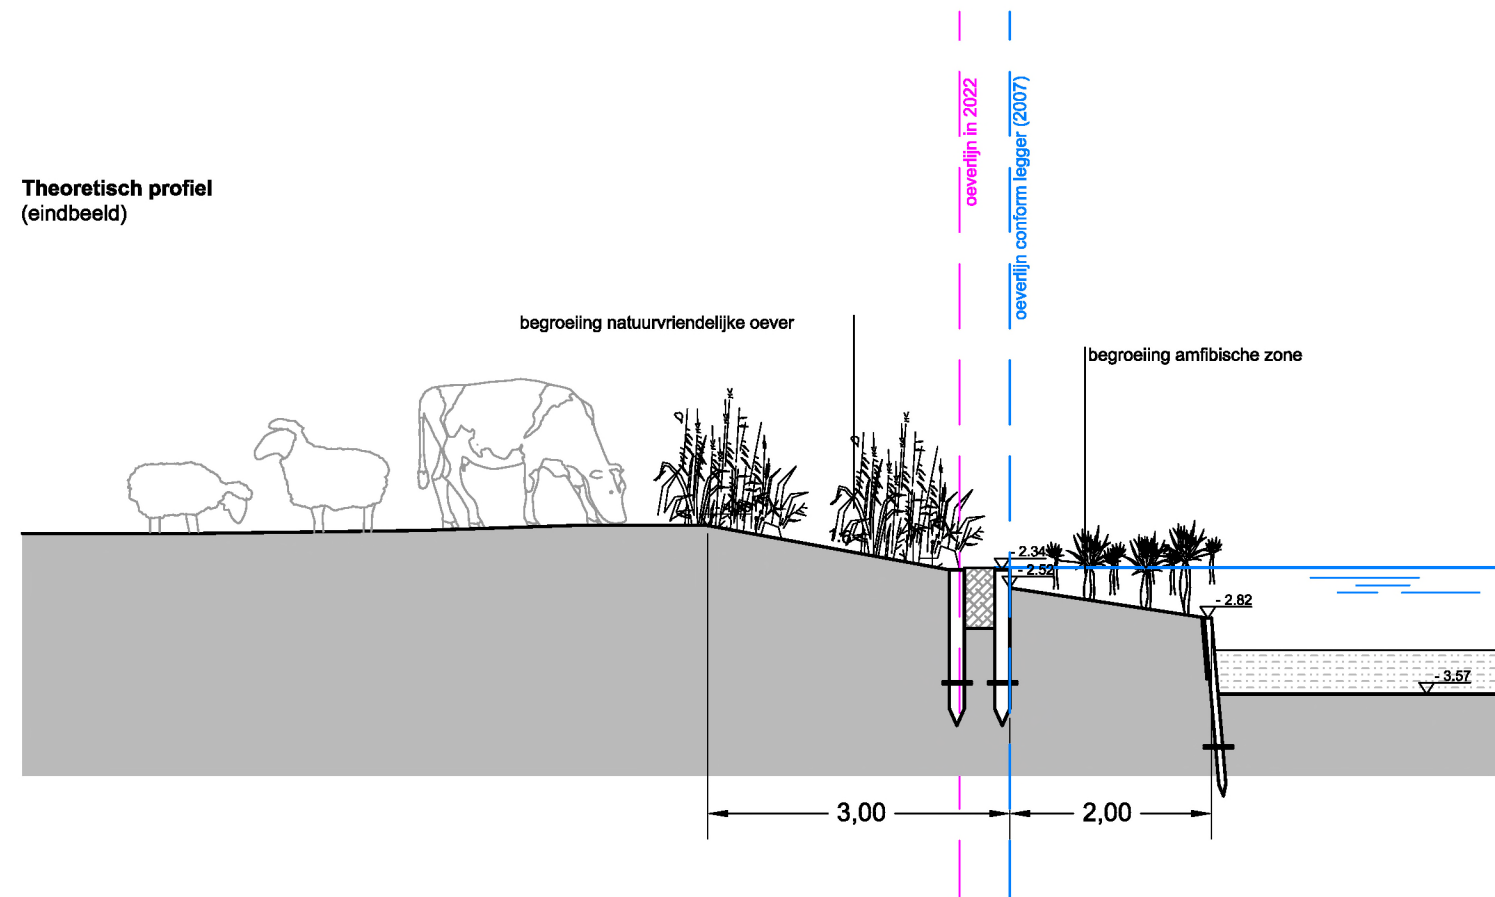 Theoretisch profiel
(eindbeeld)
oeverlijn in 2022
oeverlijn conform legger (2007)
begroeiing natuurvriendelijke oever
begroeiing amfibische zone
- 2.34
- 2.52
- 2.82
- 3.57
3,00
2,00